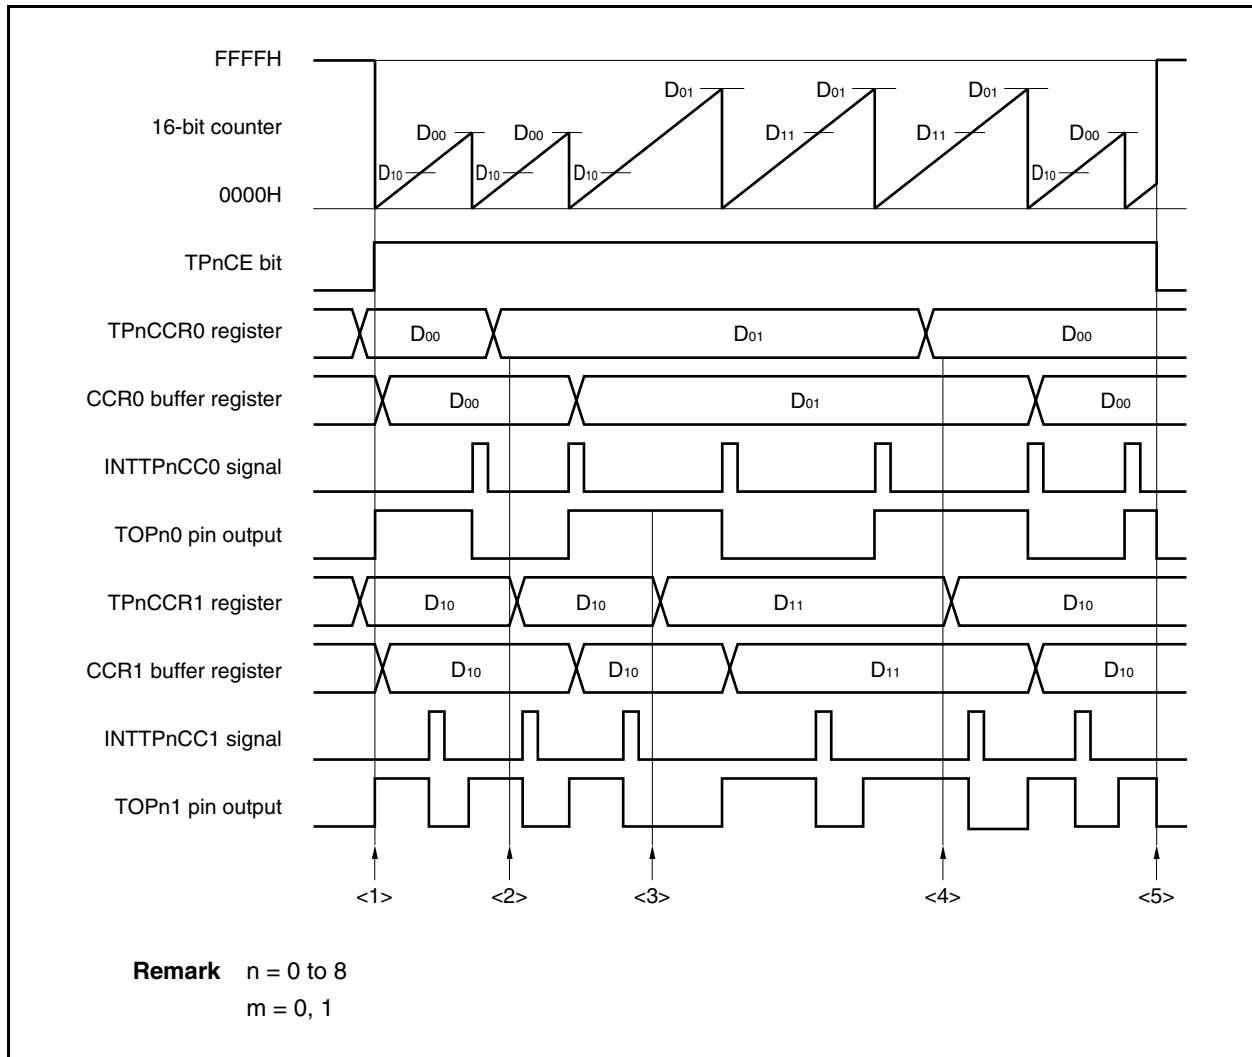 FFFFH
D01 D01 D01
16-bit counter D00 D00 D11 D11 D00
D10 D10 D10 D10
0000H
TPnCE bit
TPnCCR0 register D00 D01 D00
CCR0 buffer register D00 D01 D00
INTTPnCC0 signal
TOPn0 pin output
TPnCCR1 register D10 D10 D11 D10
CCR1 buffer register D10 D10 D11 D10
INTTPnCC1 signal
TOPn1 pin output
<1> <2> <3> <4> <5>
Remark n = 0 to 8
m = 0, 1